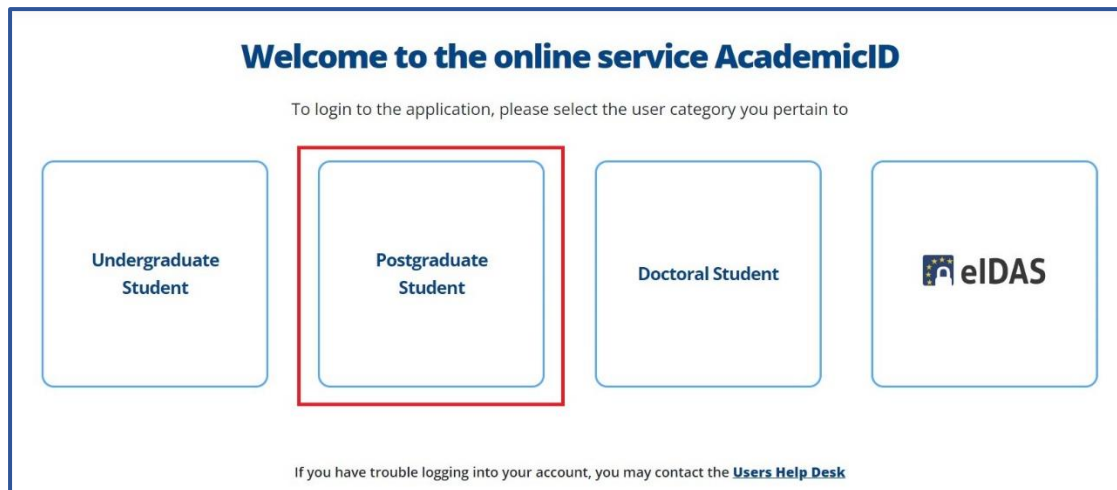 Welcome to the online service AcademicID
To login to the application, please select the user category you pertain to
Undergraduate
Student
Postgraduate
Student
Doctoral Student
eIDAS
If you have trouble logging into your account, you may contact the Users Help Desk